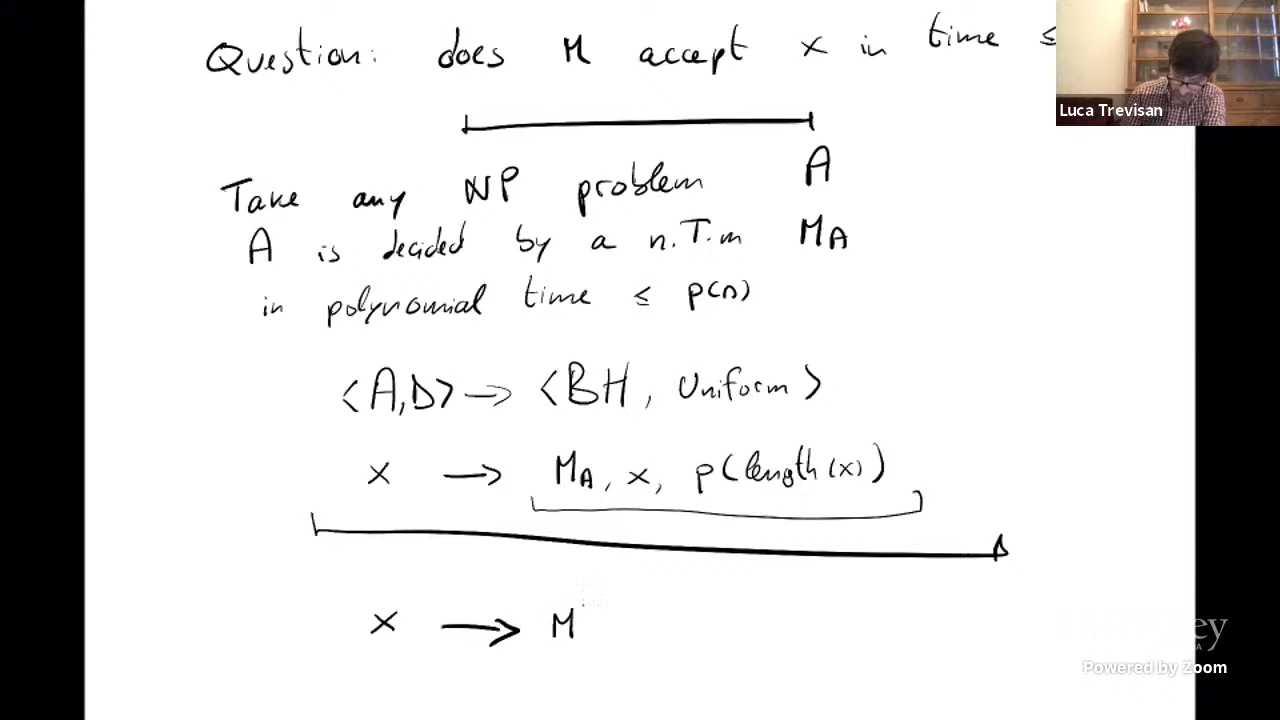 Question: does M accept x in time ≤
Luca Trevisan
Take any NP problem A
A is decided by a n.T.m MA
in polynomial time ≤ p(n)
<A,D> → <BH, Uniform>
x → MA, x, p(length(x))
x → M
ey
A
Powered by Zoom